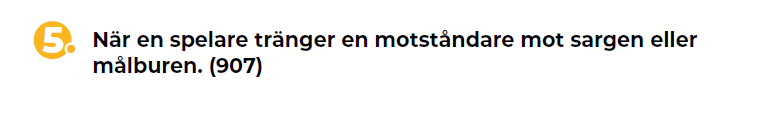 5. När en spelare tränger en motståndare mot sargen eller
målburen. (907)